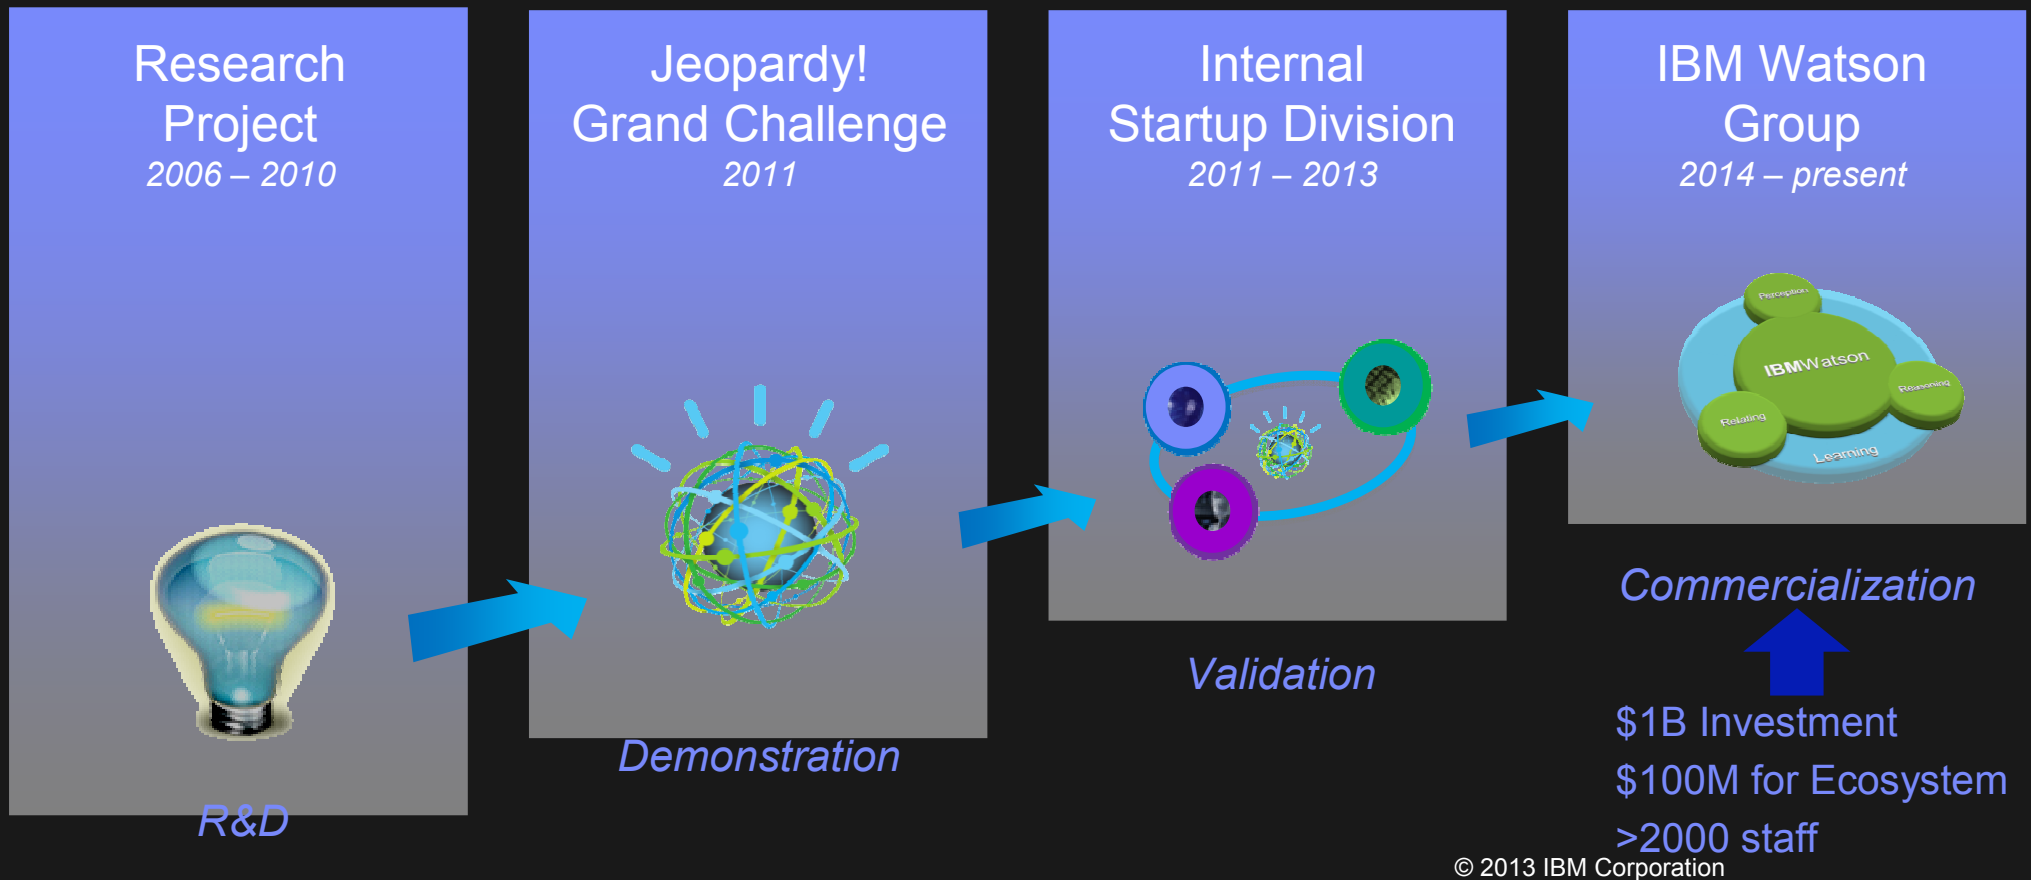 Research
Project
2006 – 2010
R&D
Jeopardy!
Grand Challenge
2011
Demonstration
Internal
Startup Division
2011 – 2013
Validation
IBM Watson
Group
2014 – present
Perception
IBMWatson
Reasoning
Relating
Learning
Commercialization
$1B Investment
$100M for Ecosystem
>2000 staff
© 2013 IBM Corporation